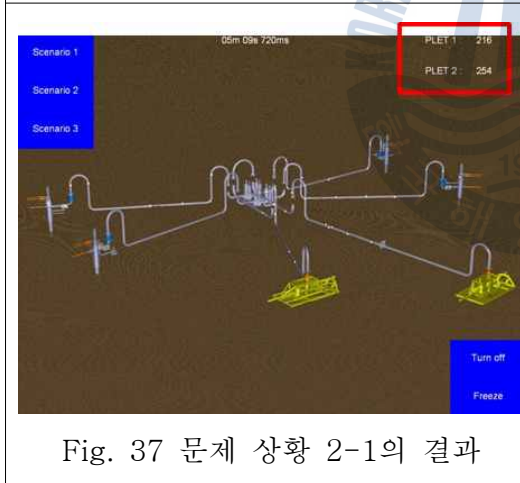 Scenario 1
05m 09s 720ms
PLET 1 : 216
Scenario 2
PLET 2 : 254
Scenario 3
Turn off
Freeze
Fig. 37 문제 상황 2-1의 결과